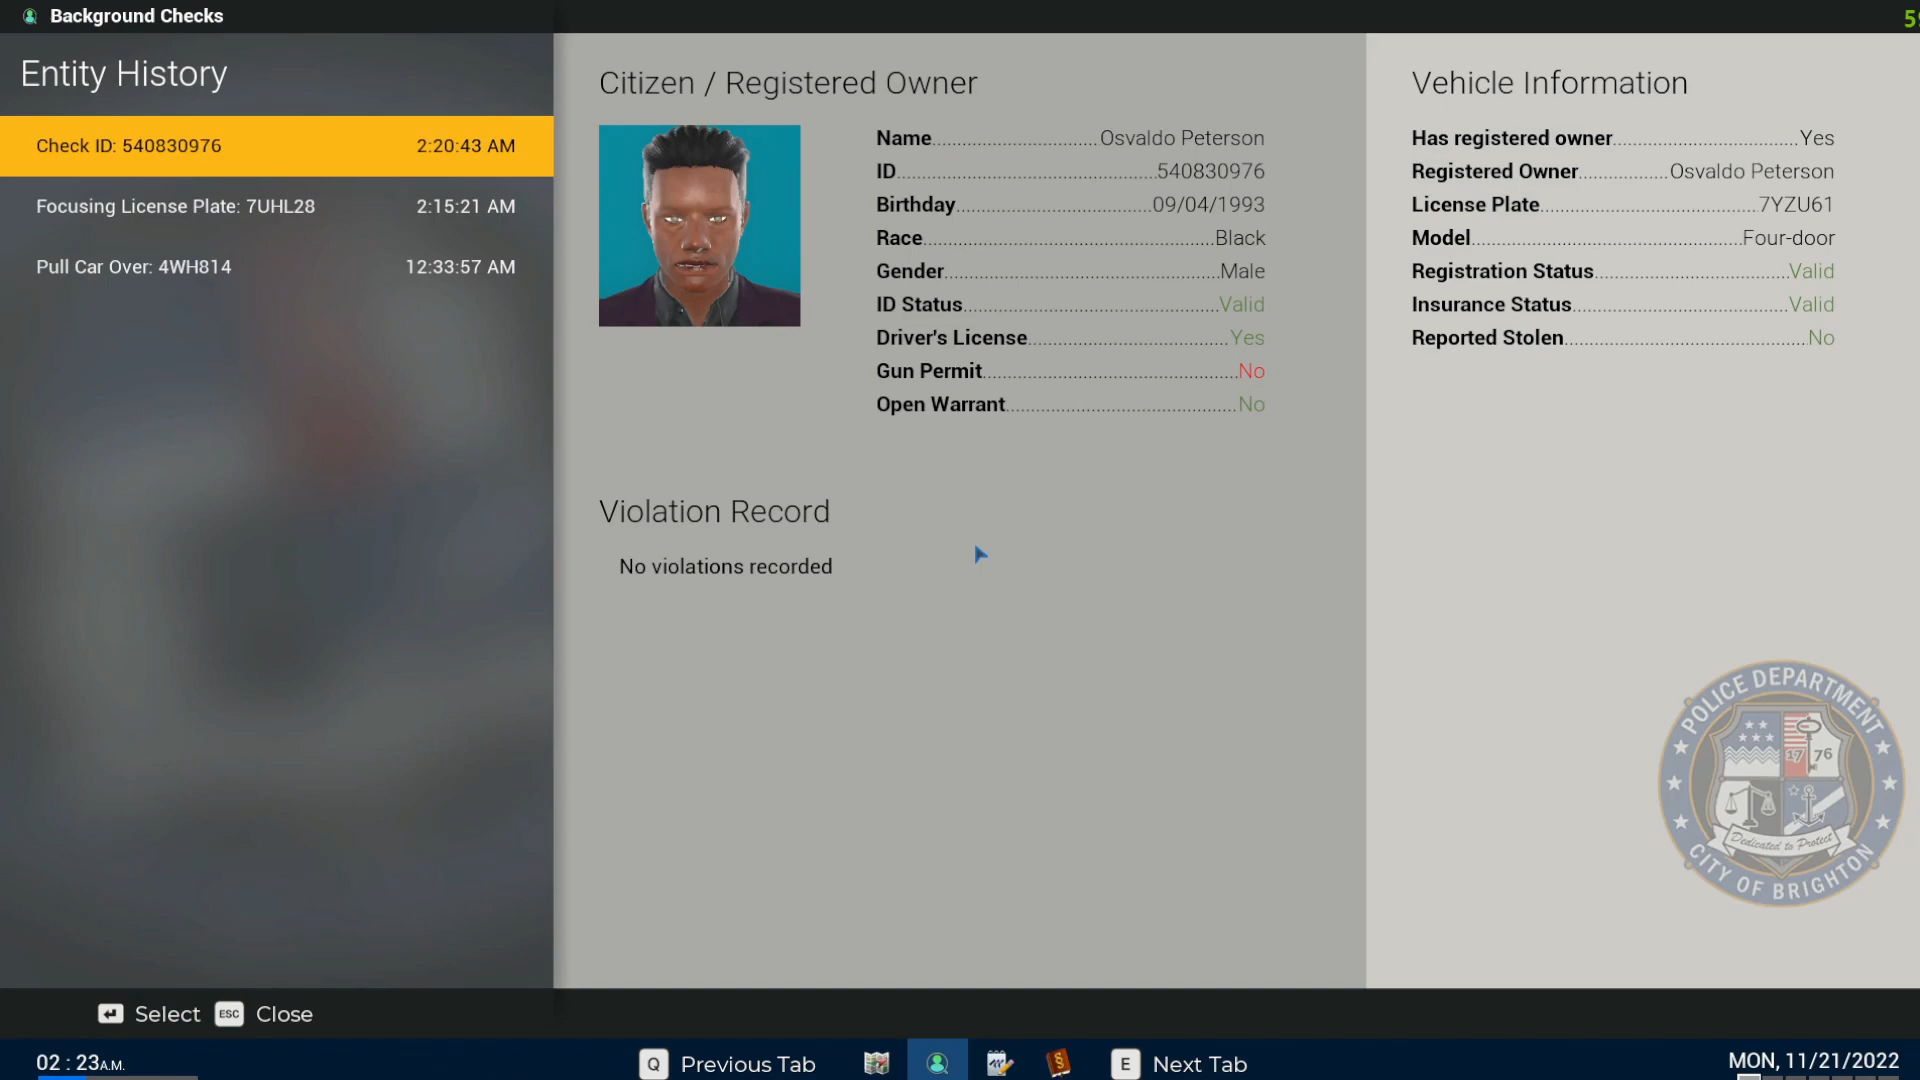 Background Checks
59
Entity History
Check ID: 540830976 2:20:43 AM
Focusing License Plate: 7UHL28 2:15:21 AM
Pull Car Over: 4WH814 12:33:57 AM
Citizen / Registered Owner
Name Osvaldo Peterson
ID 540830976
Birthday 09/04/1993
Race Black
Gender Male
ID Status Valid
Driver's License Yes
Gun Permit No
Open Warrant No
Violation Record
No violations recorded
Vehicle Information
Has registered owner Yes
Registered Owner Osvaldo Peterson
License Plate 7YZU61
Model Four-door
Registration Status Valid
Insurance Status Valid
Reported Stolen No
POLICE DEPARTMENT
17 76
Dedicated to Protect
CITY OF BRIGHTON
Select ESC Close
02 : 23 A.M.
Q Previous Tab
§
E Next Tab
MON, 11/21/2022